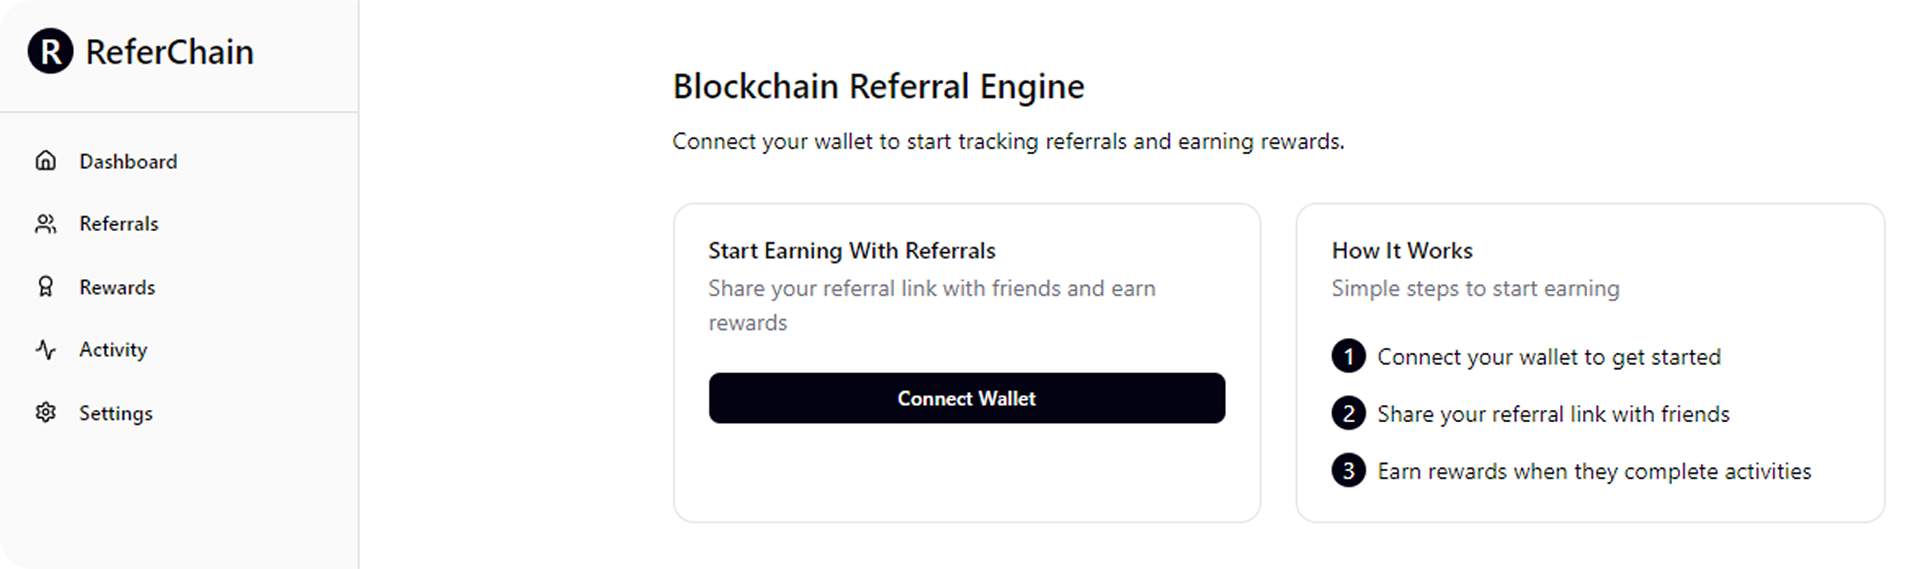 R ReferChain
Dashboard
Referrals
Rewards
Activity
Settings
Blockchain Referral Engine
Connect your wallet to start tracking referrals and earning rewards.
Start Earning With Referrals
Share your referral link with friends and earn
rewards
Connect Wallet
How It Works
Simple steps to start earning
1 Connect your wallet to get started
2 Share your referral link with friends
3 Earn rewards when they complete activities